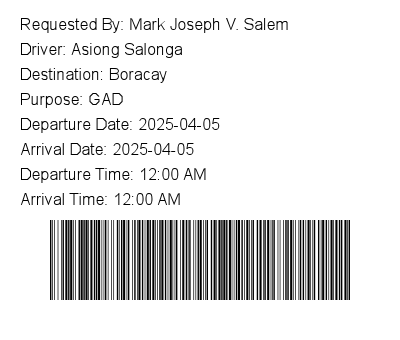 Requested By: Mark Joseph V. Salem
Driver: Asiong Salonga
Destination: Boracay
Purpose: GAD
Departure Date: 2025-04-05
Arrival Date: 2025-04-05
Departure Time: 12:00 AM
Arrival Time: 12:00 AM